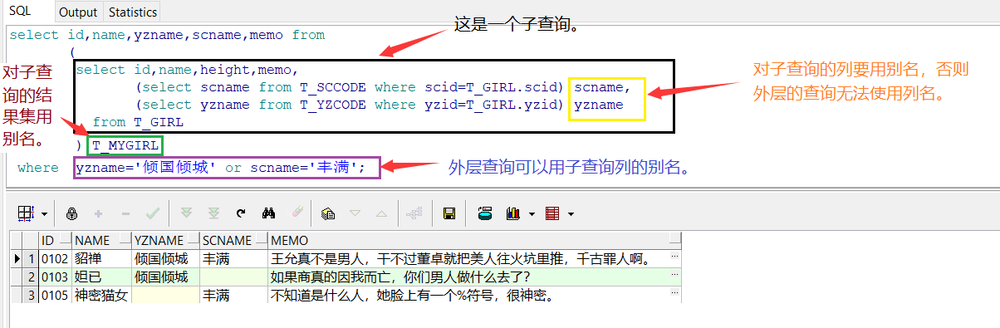 SQL Output Statistics
这是一个子查询。
select id,name,yzname,scname,memo from
(
select id,name,height,memo,
(select scname from T_SCCODE where scid=T_GIRL.scid) scname,
(select yzname from T_YZCODE where yzid=T_GIRL.yzid) yzname
from T_GIRL
) T_MYGIRL
where yzname='倾国倾城' or scname='丰满';
对子查
询的结
果集用
别名。
对子查询的列要用别名，否则
外层的查询无法使用列名。
外层查询可以用子查询列的别名。
ID NAME YZNAME SCNAME MEMO
1 0102 貂禅 倾国倾城 丰满 王允真不是男人，干不过董卓就把美人往火坑里推，千古罪人啊。 ...
2 0103 妲已 倾国倾城 如果商真的因我而亡，你们男人做什么去了？ ...
3 0105 神密猫女 丰满 不知道是什么人，她脸上有一个%符号，很神密。 ...